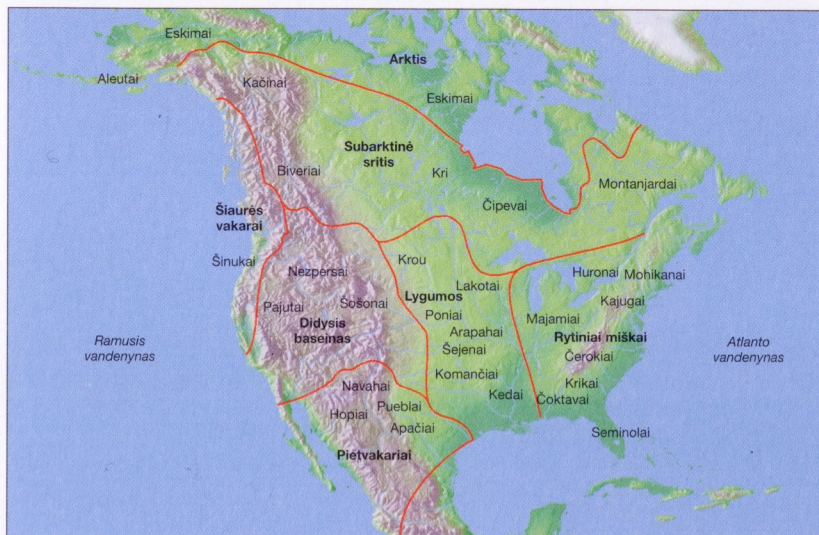 Eskimai
Arktis
Aleutai
Kačinai
Eskimai
Subarktinė
sritis
Biveriai
Kri
Montanjardai
Čipevai
Šiaurės
vakarai
Šinukai
Krou
Nezpersai
Lakotai
Huronai
Mohikanai
Pajutai
Šošonai
Lygumos
Kajugai
Poniai
Majamiai
Didysis
baseinas
Arapahai
Rytiniai miškai
Ramusis
vandenynas
Šejenai
Čerokiai
Atlanto
vandenynas
Komančiai
Navahai
Krikai
Kedai
Čoktavai
Hopiai
Pueblai
Apačiai
Seminolai
Pietvakariai